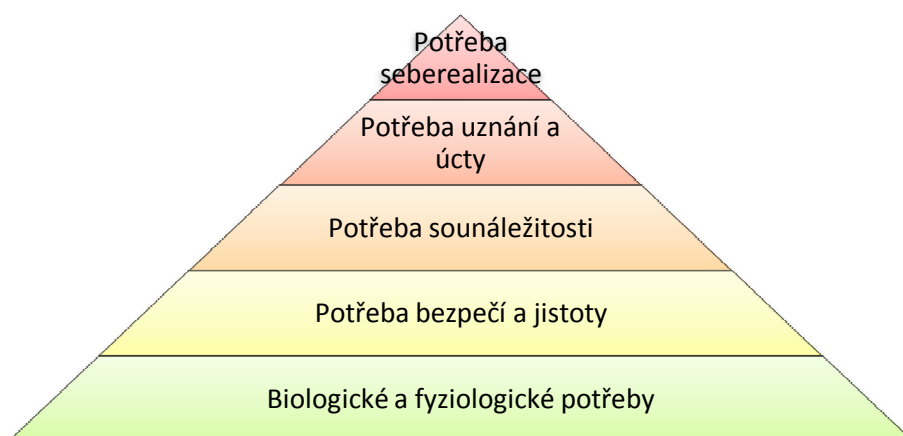 Potřeba
seberealizace
Potřeba uznání a
úcty
Potřeba sounáležitosti
Potřeba bezpečí a jistoty
Biologické a fyziologické potřeby